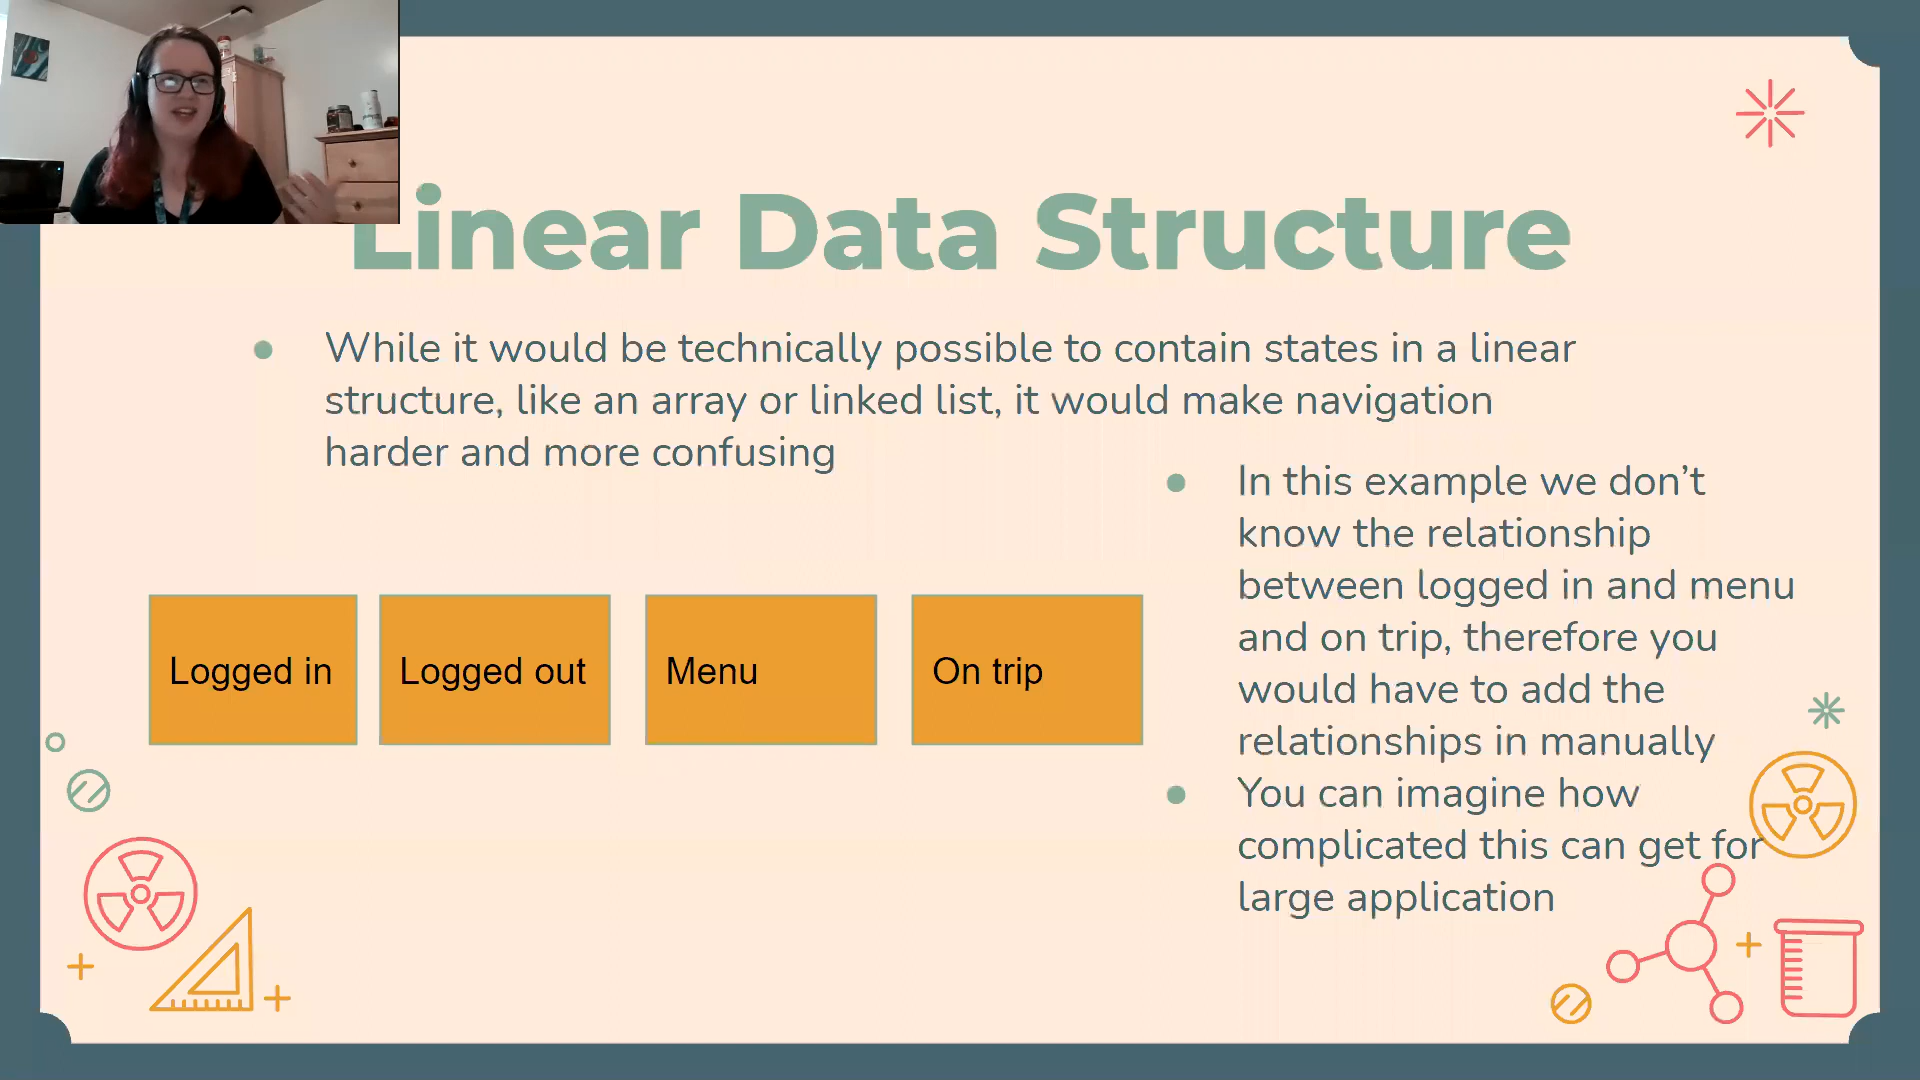 Linear Data Structure
While it would be technically possible to contain states in a linear
structure, like an array or linked list, it would make navigation
harder and more confusing
Logged in
Logged out
Menu
On trip
In this example we don’t
know the relationship
between logged in and menu
and on trip, therefore you
would have to add the
relationships in manually
You can imagine how
complicated this can get for
large application